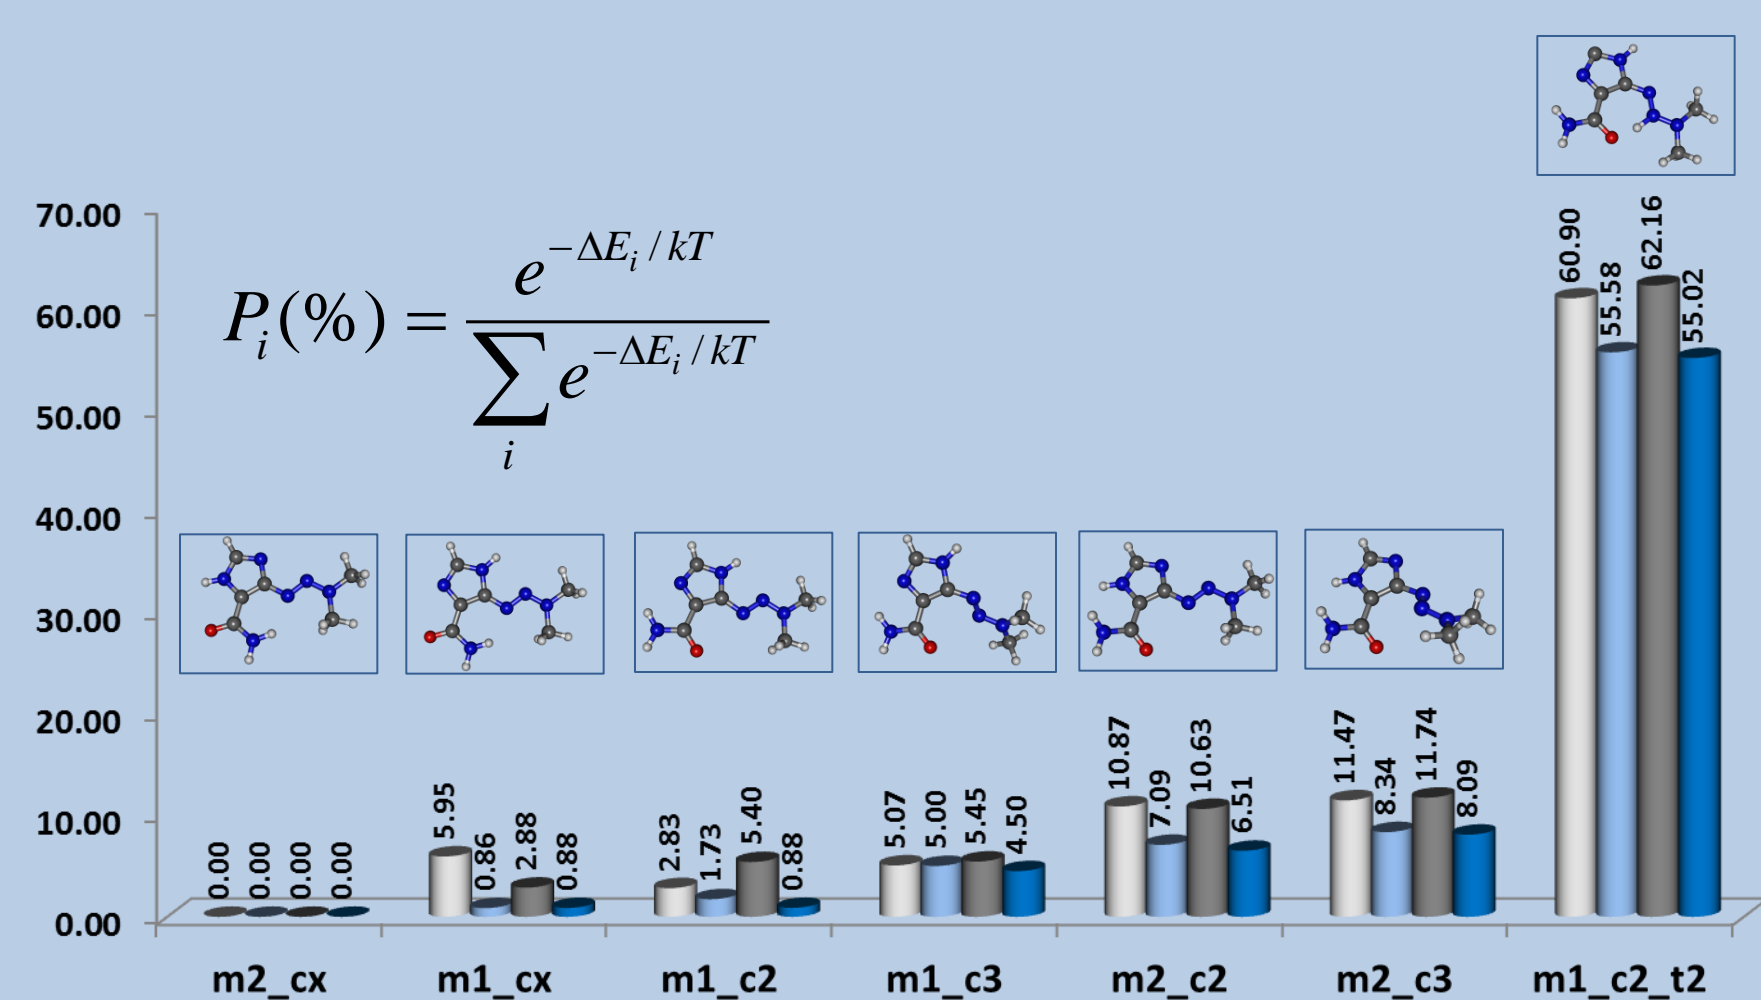 70.00
60.00
50.00
40.00
30.00
20.00
10.00
0.00
P_i(%) = e^{-ΔE_i / kT} / ∑_i e^{-ΔE_i / kT}
0.00 0.00 0.00 0.00
5.95 0.86 2.88 0.88
2.83 1.73 5.40 0.88
5.07 5.00 5.45 4.50
10.87 7.09 10.63 6.51
11.47 8.34 11.74 8.09
60.90 55.58 62.16 55.02
m2_cx m1_cx m1_c2 m1_c3 m2_c2 m2_c3 m1_c2_t2